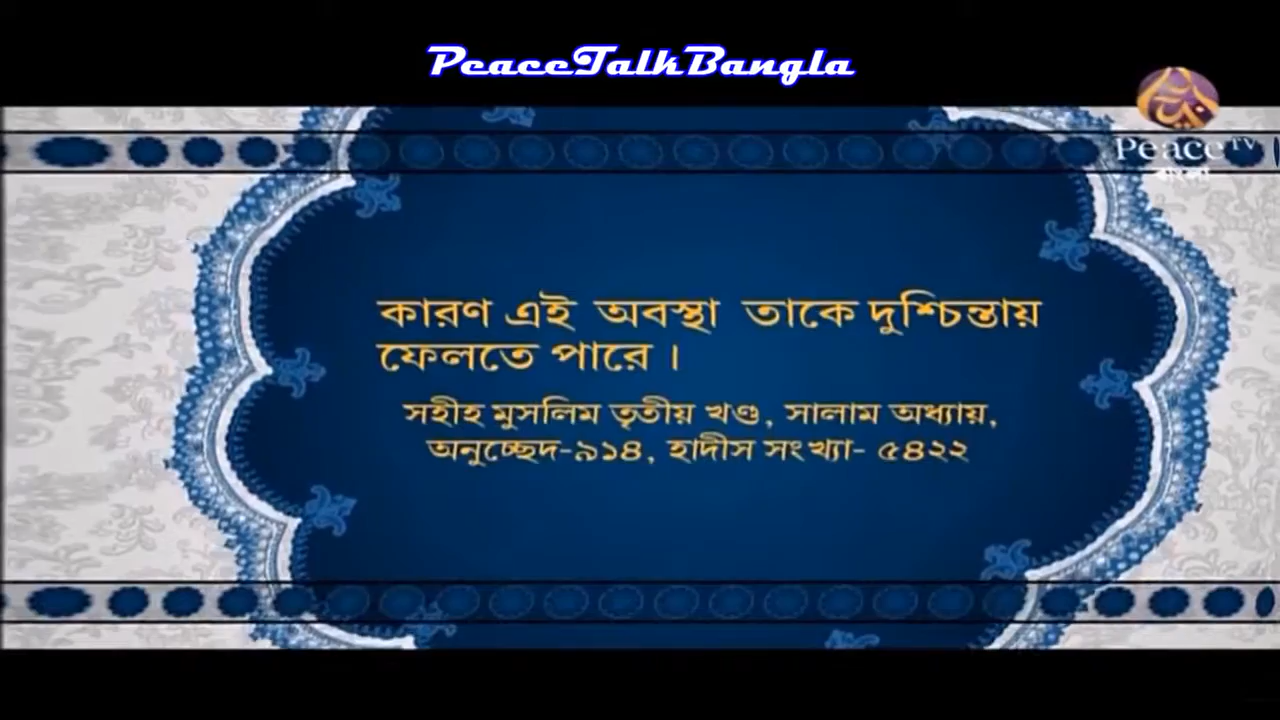 PeaceTalkBangla
Peace TV
বাংলা
কারণ এই অবস্থা তাকে দুশ্চিন্তায়
ফেলতে পারে ।
সহীহ মুসলিম তৃতীয় খণ্ড, সালাম অধ্যায়,
অনুচ্ছেদ-৯১৪, হাদীস সংখ্যা- ৫৪২২